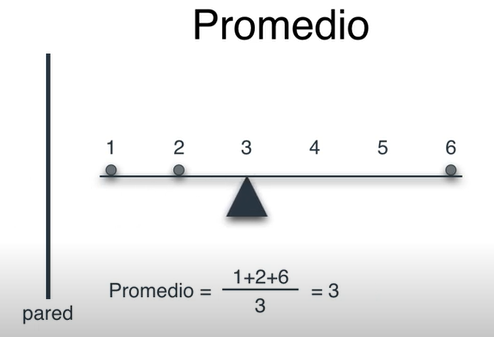 Promedio
1 2 3 4 5 6
Promedio = 1+2+6 / 3 = 3
pared